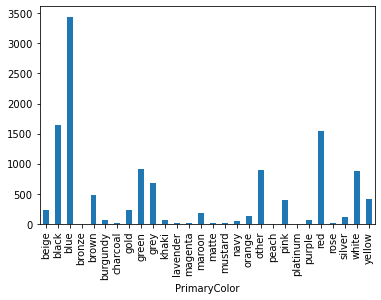 3500
3000
2500
2000
1500
1000
500
0
beige
black
blue
bronze
brown
burgundy
charcoal
gold
green
grey
khaki
lavender
magenta
maroon
matte
mustard
navy
orange
other
peach
pink
platinum
purple
red
rose
silver
white
yellow
PrimaryColor